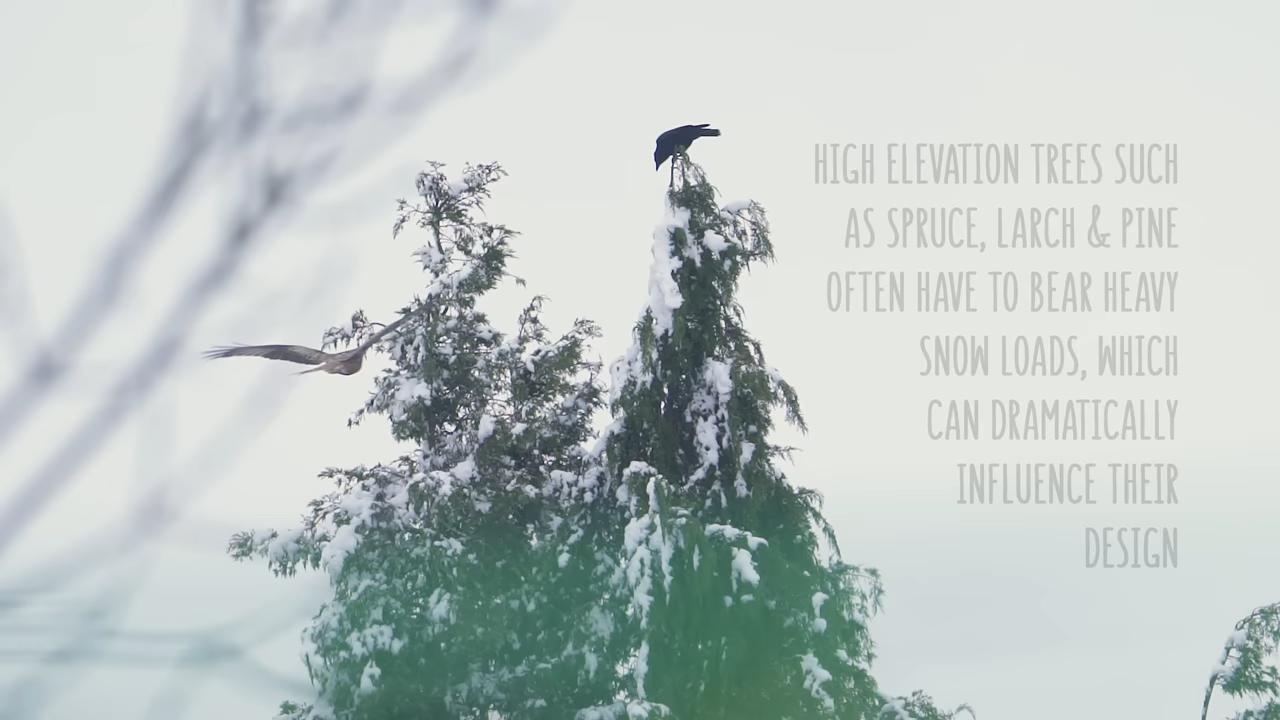 HIGH ELEVATION TREES SUCH
AS SPRUCE, LARCH & PINE
OFTEN HAVE TO BEAR HEAVY
SNOW LOADS, WHICH
CAN DRAMATICALLY
INFLUENCE THEIR
DESIGN